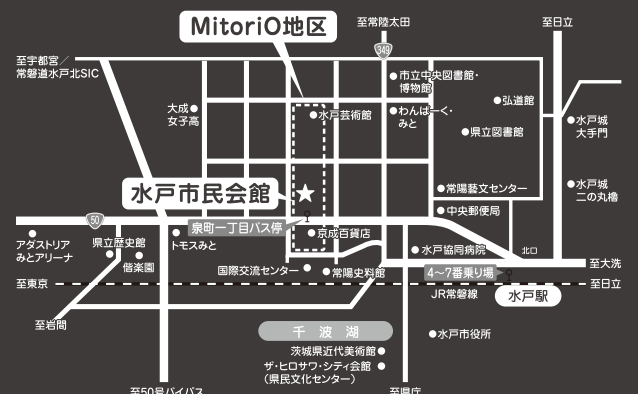 MitoriO地区
至常陸太田
至日立
349
至宇都宮／
常磐道水戸北SIC
市立中央図書館・
博物館
大成
女子高
水戸芸術館
わんぱーく・
みと
弘道館
県立図書館
水戸城
大手門
水戸市民会館
常陽藝文センター
水戸城
二の丸櫓
中央郵便局
50
泉町一丁目バス停
京成百貨店
アダストリア
みとアリーナ
県立歴史館
偕楽園
トモスみと
水戸協同病院
北口
国際交流センター
常陽史料館
4〜7番乗り場
至大洗
至東京
JR常磐線
水戸駅
至日立
至岩間
千波湖
水戸市役所
茨城県近代美術館
ザ・ヒロサワ・シティ会館
（県民文化センター）
至50号バイパス
至県庁